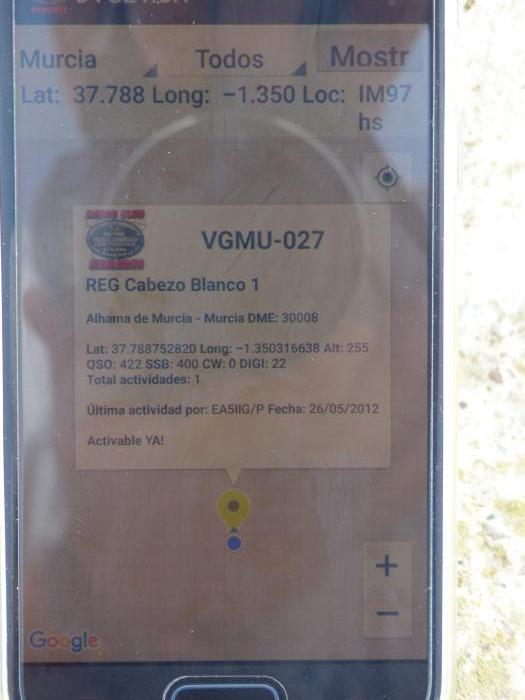 Murcia Todos Mostr
Lat: 37.788 Long: −1.350 Loc: IM97
hs
VGMU-027
REG Cabezo Blanco 1
Alhama de Murcia - Murcia DME: 30008
Lat: 37.788752820 Long: −1.350316638 Alt: 255
QSO: 422 SSB: 400 CW: 0 DIGI: 22
Total actividades: 1
Última actividad por: EA5IIG/P Fecha: 26/05/2012
Activable YA!
+
−
Google